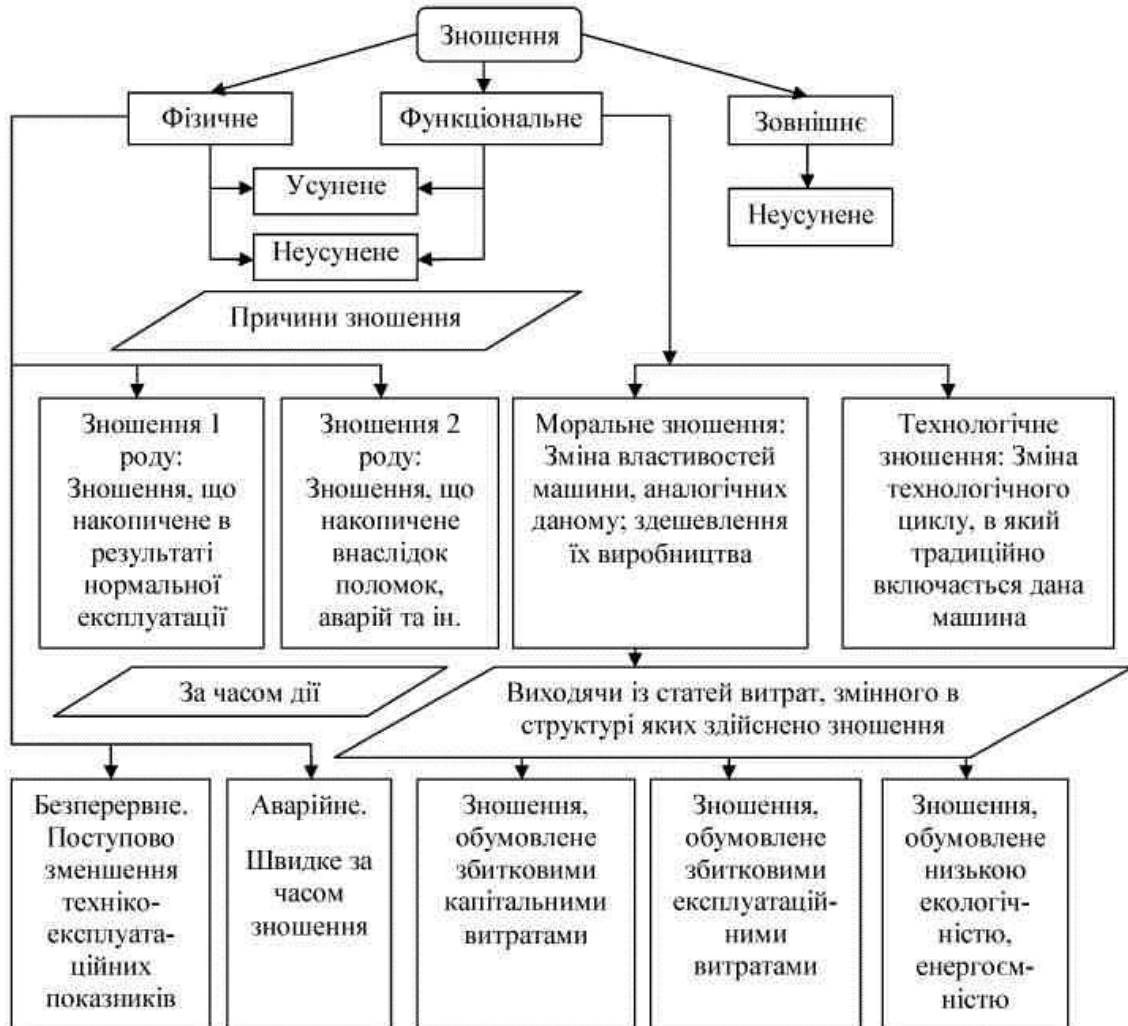 Зношення
Фізичне
Функціональне
Зовнішнє
Усунене
Неусунене
Неусунене
Причини зношення
Зношення 1
роду:
Зношення, що
накопичене в
результаті
нормальної
експлуатації
Зношення 2
роду:
Зношення, що
накопичене
внаслідок
поломок,
аварій та ін.
Моральне зношення:
Зміна властивостей
машини, аналогічних
даному; здешевлення
їх виробництва
Технологічне
зношення: Зміна
технологічного
циклу, в який
традиційно
включається дана
машина
За часом дії
Виходячи із статей витрат, змінного в
структурі яких здійснено зношення
Безперервне.
Поступово
зменшення
техніко-
експлуата-
ційних
показників
Аварійне.
Швидке за
часом
зношення
Зношення,
обумовлене
збитковими
капітальними
витратами
Зношення,
обумовлене
збитковими
експлуатацій-
ними
витратами
Зношення,
обумовлене
низькою
екологіч-
ністю,
енергоєм-
ністю